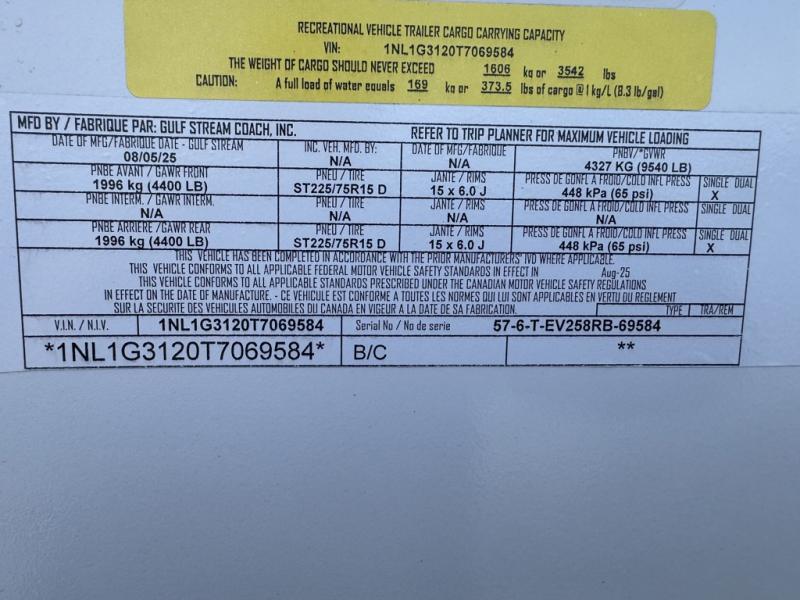 RECREATIONAL VEHICLE TRAILER CARGO CARRYING CAPACITY
VIN: 1NL1G3120T7069584
THE WEIGHT OF CARGO SHOULD NEVER EXCEED 1606 kg or 3542 lbs
CAUTION: A full load of water equals 169 kg or 373.5 lbs of cargo @ 1 kg/L (8.3 lb/gal)
MFD BY / FABRIQUE PAR: GULF STREAM COACH, INC. REFER TO TRIP PLANNER FOR MAXIMUM VEHICLE LOADING
DATE OF MFG/FABRIQUE DATE - GULF STREAM INC. VEH. MFG. BY: DATE OF MFG/FABRIQUE PNBV/*GVWR
08/05/25 N/A N/A 4327 KG (9540 LB)
PNBE AVANT / GAWR FRONT PNEU / TIRE JANTE / RIMS PRESS DE GONFL A FROID/COLD INFL PRESS SINGLE DUAL
1996 kg (4400 LB) ST225/75R15 D 15 x 6.0 J 448 kPa (65 psi) X
PNBE INTERM. / GAWR INTERM. PNEU / TIRE JANTE / RIMS PRESS DE GONFL A FROID/COLD INFL PRESS SINGLE DUAL
N/A N/A N/A N/A
PNBE ARRIERE / GAWR REAR PNEU / TIRE JANTE / RIMS PRESS DE GONFL A FROID/COLD INFL PRESS SINGLE DUAL
1996 kg (4400 LB) ST225/75R15 D 15 x 6.0 J 448 kPa (65 psi) X
THIS VEHICLE HAS BEEN COMPLETED IN ACCORDANCE WITH THE PRIOR MANUFACTURERS' IVD WHERE APPLICABLE.
THIS VEHICLE CONFORMS TO ALL APPLICABLE FEDERAL MOTOR VEHICLE SAFETY STANDARDS IN EFFECT IN Aug-25
THIS VEHICLE CONFORMS TO ALL APPLICABLE STANDARDS PRESCRIBED UNDER THE CANADIAN MOTOR VEHICLE SAFETY REGULATIONS
IN EFFECT ON THE DATE OF MANUFACTURE. - CE VEHICULE EST CONFORME A TOUTES LES NORMES QUI LUI SONT APPLICABLES EN VERTU DU REGLEMENT
SUR LA SECURITE DES VEHICULES AUTOMOBILES DU CANADA EN VIGEUR A LA DATE DE SA FABRICATION. TYPE TRA/REM
V.I.N. / N.I.V. 1NL1G3120T7069584 Serial No / No de serie 57-6-T-EV258RB-69584
*1NL1G3120T7069584* B/C **